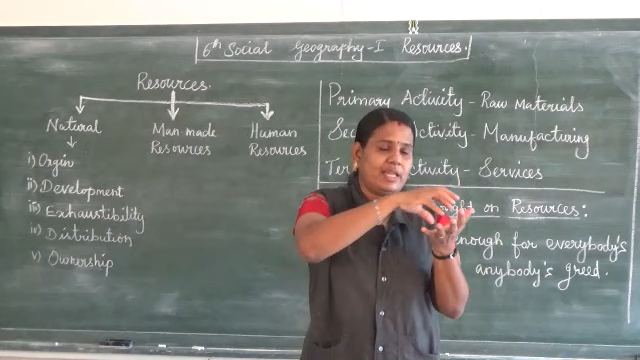 6th Social Geography-I Resources.
Resources.
Natural
Man made
Resources
Human
Resources
i) Orgin
ii) Development
iii) Exhaustibility
iv) Distribution
v) Ownership
Primary Activity - Raw Materials
Activity - Manufacturing
Activity - Services
on Resources:
enough for everybody's
anybody's greed.